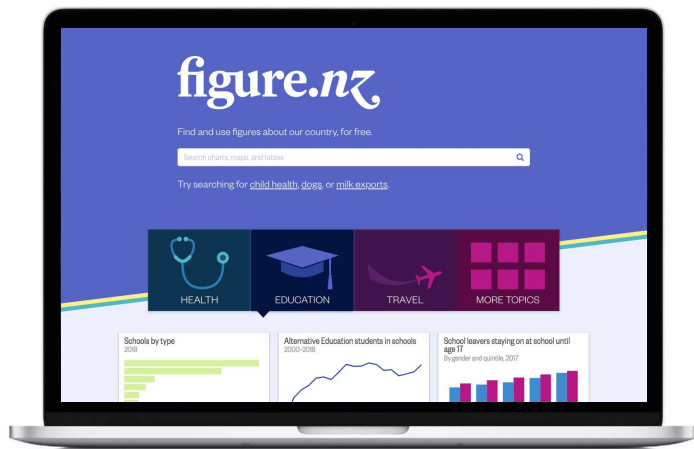 figure.nz
Find and use figures about our country, for free.
Search charts, maps, and tables
Try searching for child health, dogs, or milk exports.
HEALTH
EDUCATION
TRAVEL
MORE TOPICS
Schools by type
2018
Alternative Education students in schools
2000–2018
School leavers staying on at school until
age 17
By gender and quintile, 2017